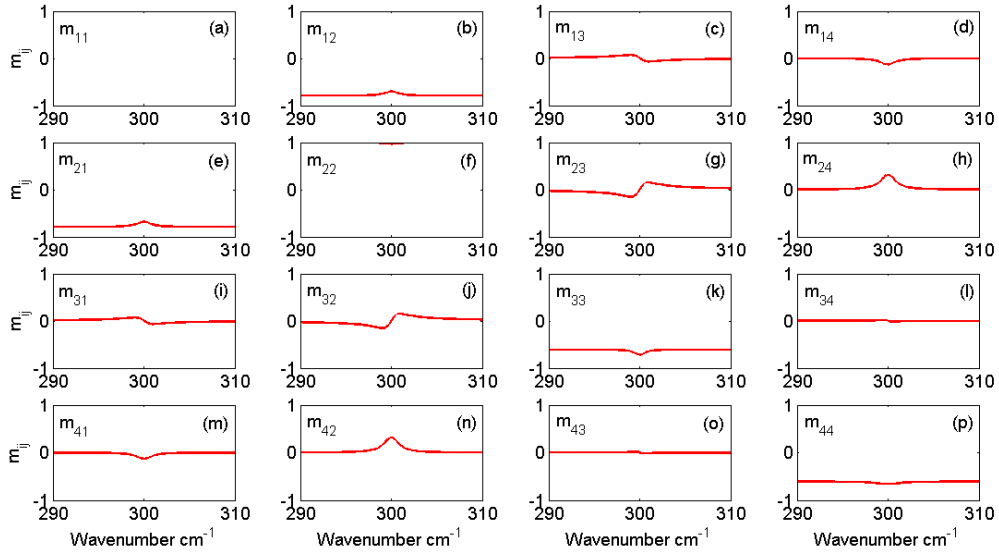 1 1 1 1
m11 (a) m12 (b) m13 (c) m14 (d)
mij 0 0 0 0
-1 -1 -1 -1
290 300 310 290 300 310 290 300 310 290 300 310
1 1 1 1
m21 (e) m22 (f) m23 (g) m24 (h)
mij 0 0 0 0
-1 -1 -1 -1
290 300 310 290 300 310 290 300 310 290 300 310
1 1 1 1
m31 (i) m32 (j) m33 (k) m34 (l)
mij 0 0 0 0
-1 -1 -1 -1
290 300 310 290 300 310 290 300 310 290 300 310
1 1 1 1
m41 (m) m42 (n) m43 (o) m44 (p)
mij 0 0 0 0
-1 -1 -1 -1
290 300 310 290 300 310 290 300 310 290 300 310
Wavenumber cm-1 Wavenumber cm-1 Wavenumber cm-1 Wavenumber cm-1